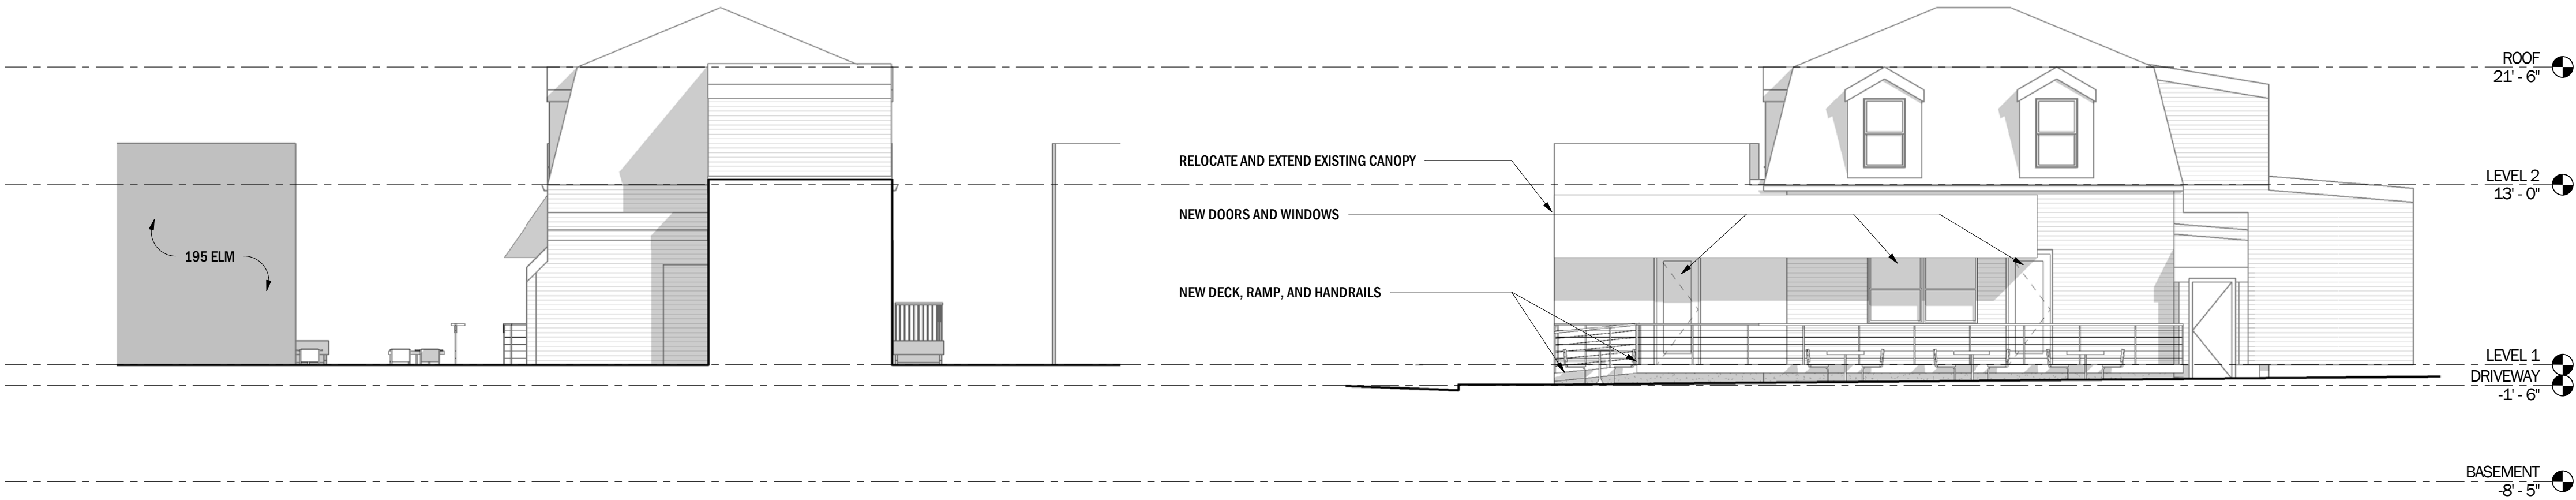 ROOF
21' - 6"
RELOCATE AND EXTEND EXISTING CANOPY
LEVEL 2
13' - 0"
NEW DOORS AND WINDOWS
195 ELM
NEW DECK, RAMP, AND HANDRAILS
LEVEL 1
DRIVEWAY
-1' - 6"
BASEMENT
-8' - 5"